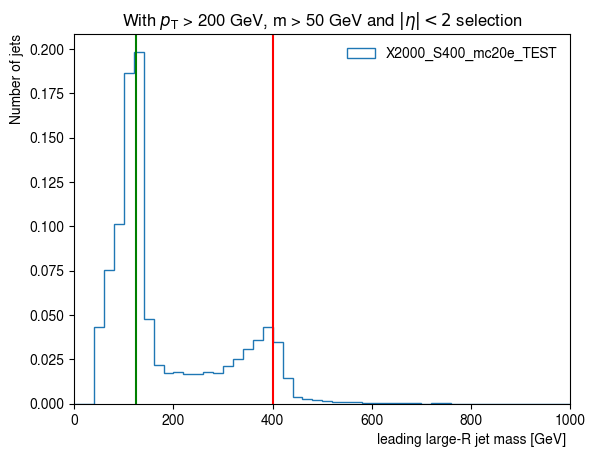 With pT > 200 GeV, m > 50 GeV and |η| < 2 selection
Number of jets
X2000_S400_mc20e_TEST
0.200
0.175
0.150
0.125
0.100
0.075
0.050
0.025
0.000
0 200 400 600 800 1000
leading large-R jet mass [GeV]